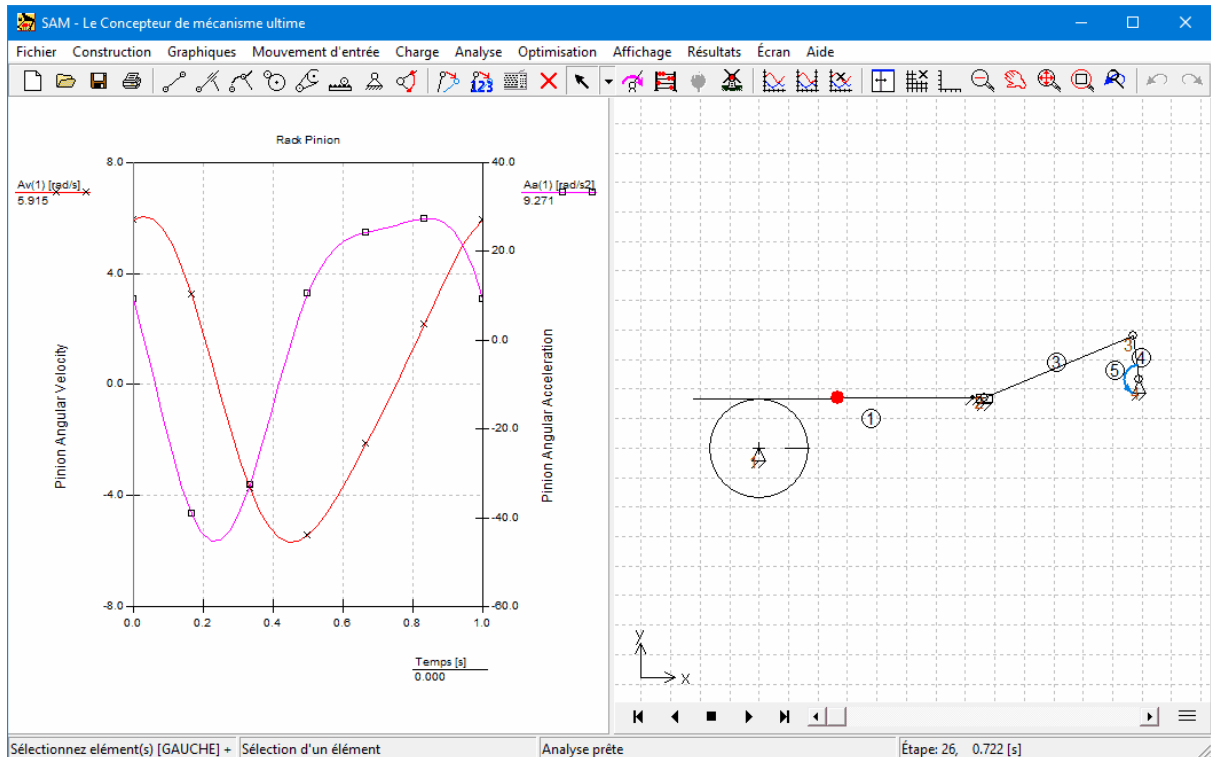 SAM - Le Concepteur de mécanisme ultime
Fichier Construction Graphiques Mouvement d'entrée Charge Analyse Optimisation Affichage Résultats Écran Aide
123
Rack Pinion
8.0
40.0
Av(1) [rad/s]
5.915
Aa(1) [rad/s2]
9.271
4.0
20.0
0.0
0.0
-20.0
-4.0
-40.0
-8.0
-60.0
Pinion Angular Velocity
Pinion Angular Acceleration
0.0 0.2 0.4 0.6 0.8 1.0
Temps [s]
0.000
3
4
3
5
1
y
x
Sélectionnez elément(s) [GAUCHE] + Sélection d'un élément Analyse prête Étape: 26, 0.722 [s]